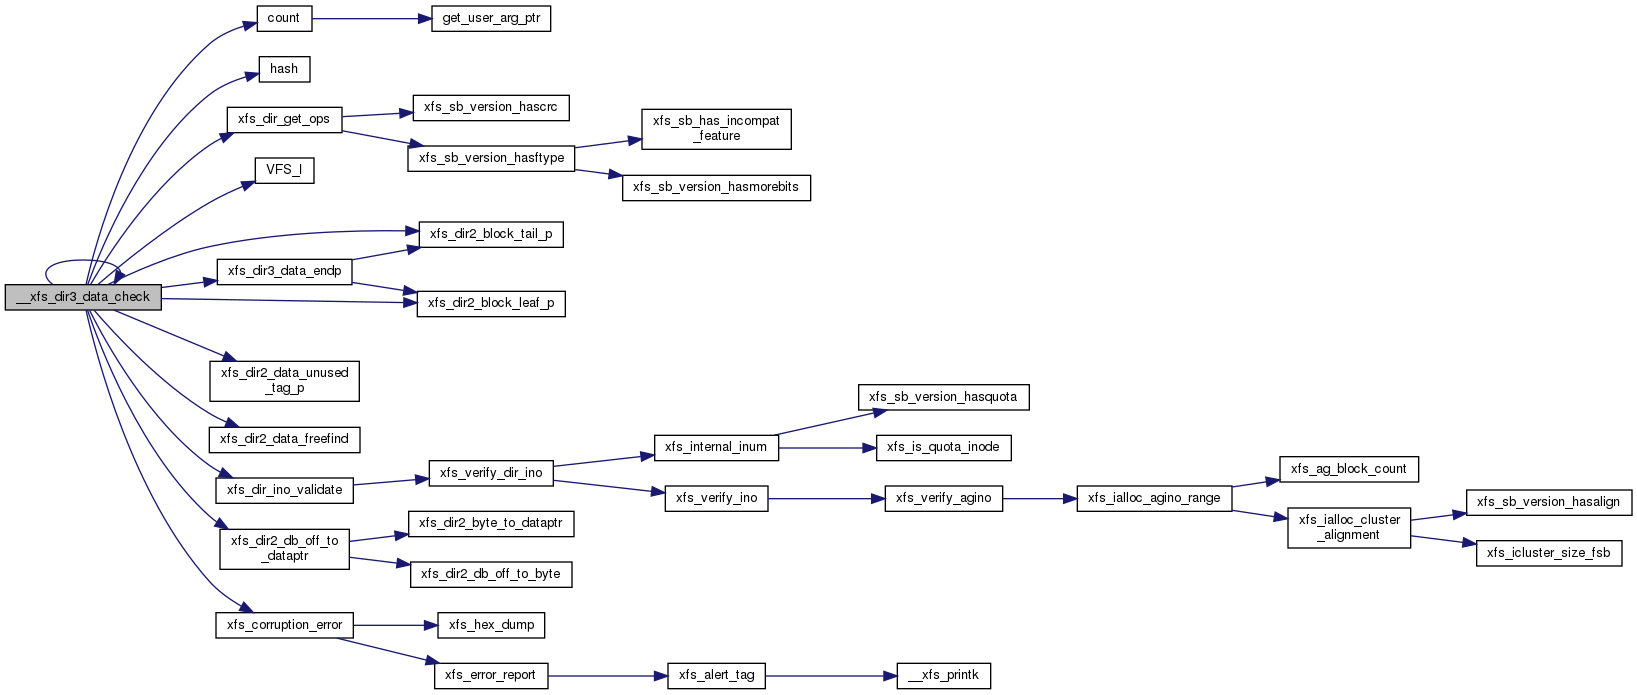 count
get_user_arg_ptr
hash
xfs_dir_get_ops
xfs_sb_version_hascrc
xfs_sb_has_incompat
_feature
xfs_sb_version_hasftype
xfs_sb_version_hasmorebits
VFS_I
xfs_dir2_block_tail_p
xfs_dir3_data_endp
__xfs_dir3_data_check
xfs_dir2_block_leaf_p
xfs_dir2_data_unused
_tag_p
xfs_dir2_data_freefind
xfs_dir_ino_validate
xfs_verify_dir_ino
xfs_internal_inum
xfs_sb_version_hasquota
xfs_is_quota_inode
xfs_verify_ino
xfs_verify_agino
xfs_ialloc_agino_range
xfs_ag_block_count
xfs_ialloc_cluster
_alignment
xfs_sb_version_hasalign
xfs_icluster_size_fsb
xfs_dir2_db_off_to
_dataptr
xfs_dir2_byte_to_dataptr
xfs_dir2_db_off_to_byte
xfs_corruption_error
xfs_hex_dump
xfs_error_report
xfs_alert_tag
__xfs_printk